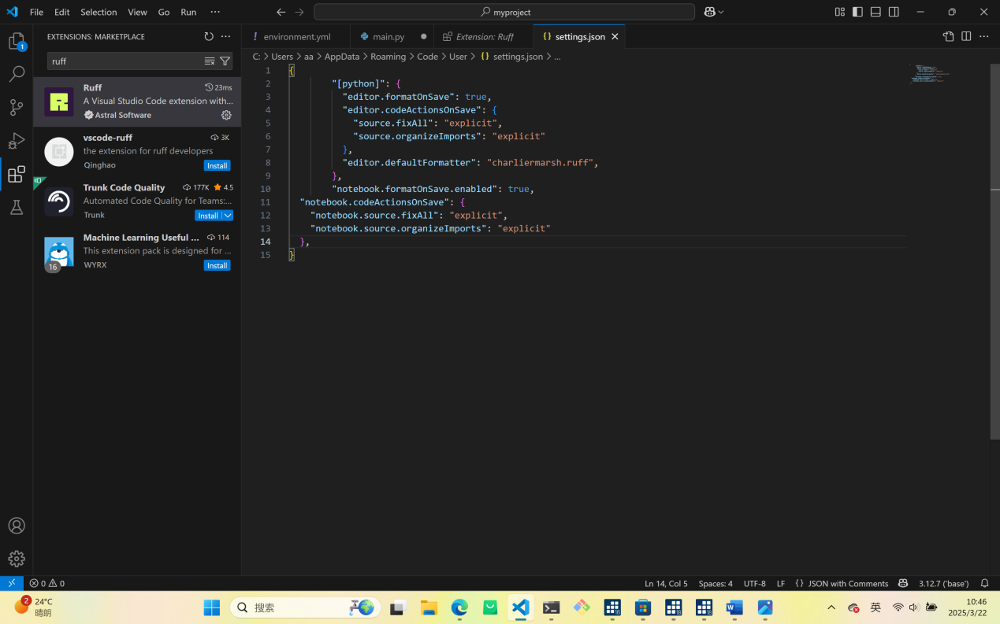 File Edit Selection View Go Run ···
myproject
EXTENSIONS: MARKETPLACE
ruff
Ruff 23ms
A Visual Studio Code extension with...
Astral Software
vscode-ruff 3K
the extension for ruff developers
Qinghao Install
Trunk Code Quality 177K 4.5
Automated Code Quality for Teams:...
Trunk Install
Machine Learning Useful ... 114
This extension pack is designed for ...
WYRX Install
16
1
! environment.yml main.py Extension: Ruff {} settings.json
C: > Users > aa > AppData > Roaming > Code > User > {} settings.json > ...
1 {
2 "[python]": {
3 "editor.formatOnSave": true,
4 "editor.codeActionsOnSave": {
5 "source.fixAll": "explicit",
6 "source.organizeImports": "explicit"
7 },
8 "editor.defaultFormatter": "charliermarsh.ruff",
9 },
10 "notebook.formatOnSave.enabled": true,
11 "notebook.codeActionsOnSave": {
12 "notebook.source.fixAll": "explicit",
13 "notebook.source.organizeImports": "explicit"
14 },
15 }
0 0 Ln 14, Col 5 Spaces: 4 UTF-8 LF {} JSON with Comments 3.12.7 ('base')
2 24°C
晴朗
搜索
18 18 18
英
10:46
2025/3/22